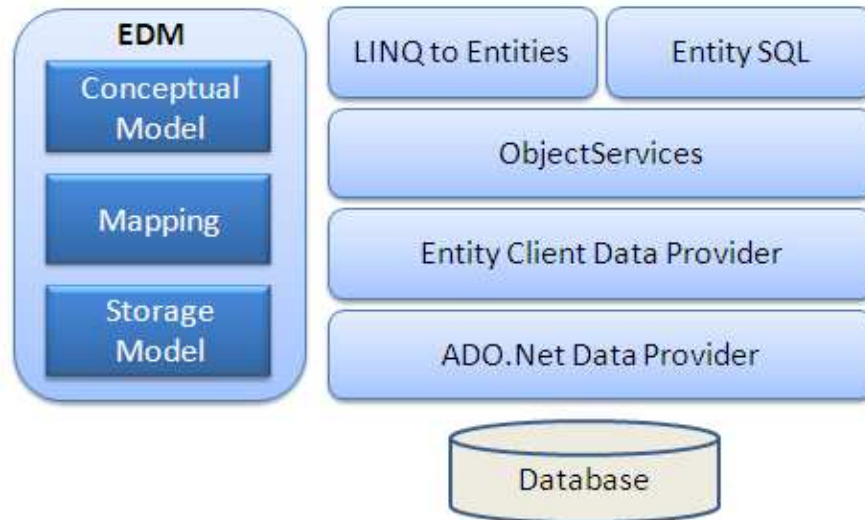 EDM
Conceptual
Model
Mapping
Storage
Model
LINQ to Entities
Entity SQL
ObjectServices
Entity Client Data Provider
ADO.Net Data Provider
Database